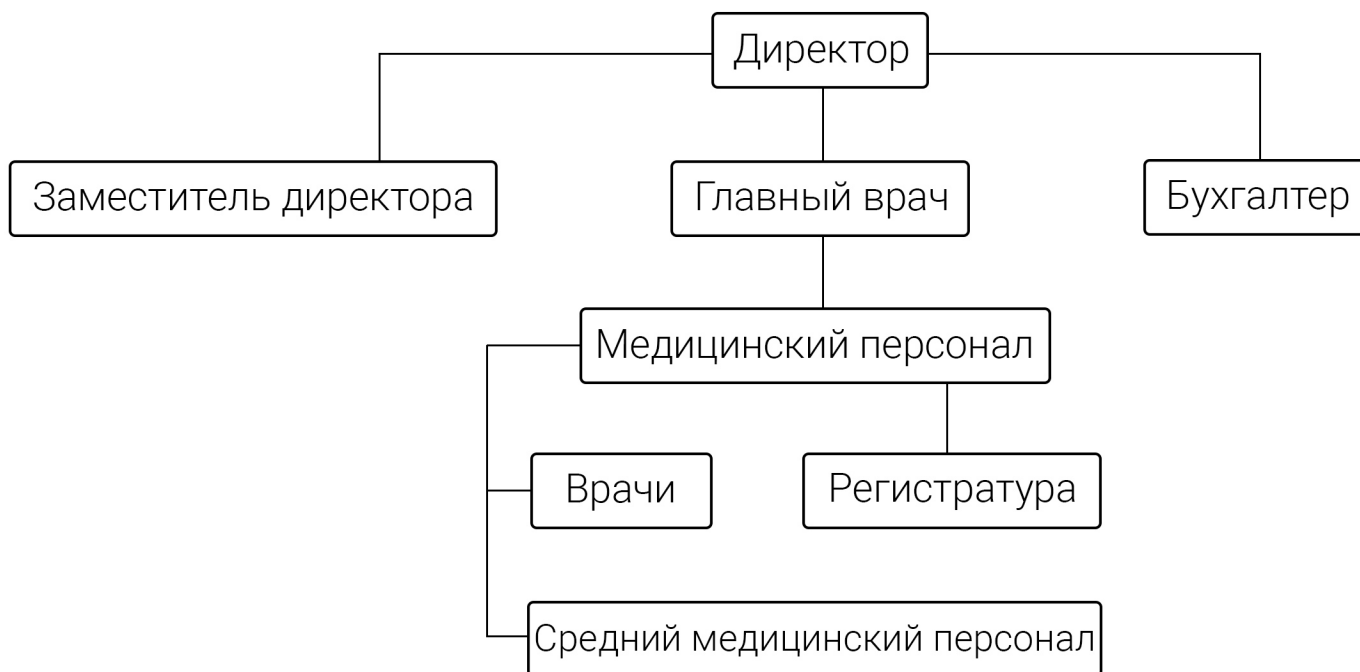 Директор
Заместитель директора
Главный врач
Бухгалтер
Медицинский персонал
Врачи
Регистратура
Средний медицинский персонал